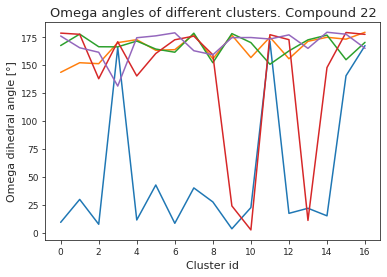 Omega angles of different clusters. Compound 22
Omega dihedral angle [°]
175
150
125
100
75
50
25
0
0 2 4 6 8 10 12 14 16
Cluster id